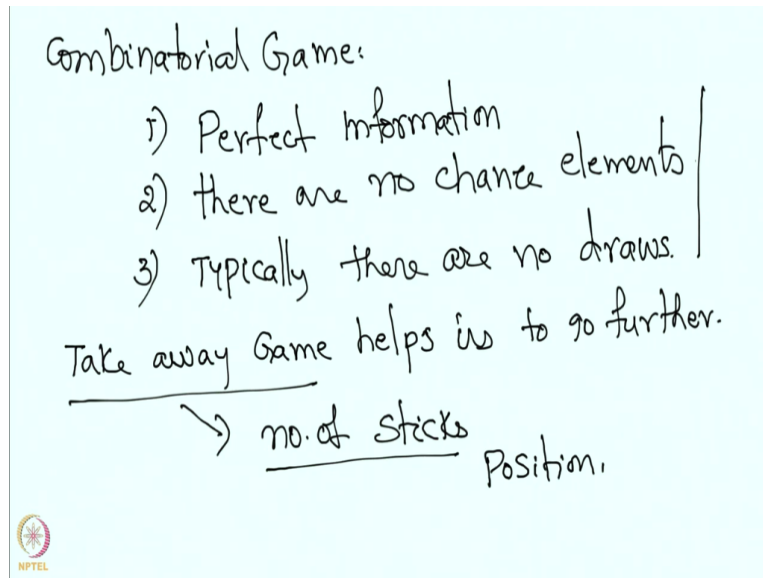 Combinatorial Game:
1) Perfect Information
2) there are no chance elements
3) Typically there are no draws.
Take away Game helps us to go further.
no. of sticks
Position.
NPTEL